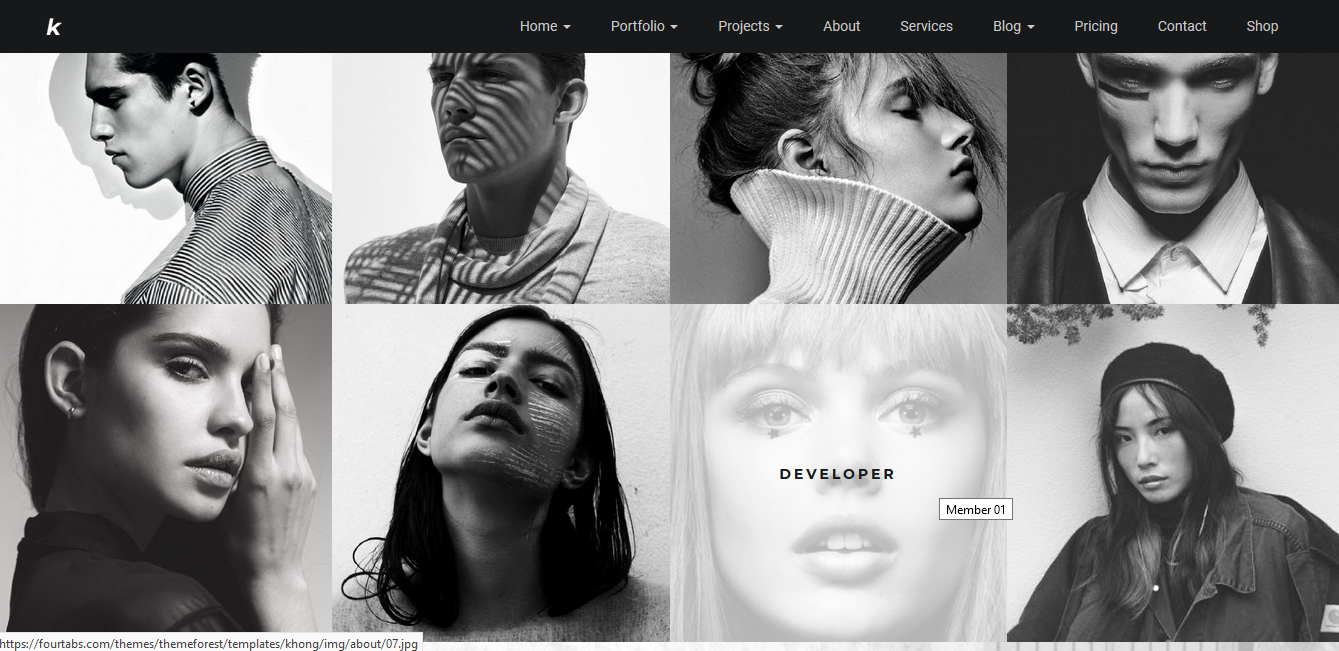 k Home Portfolio Projects About Services Blog Pricing Contact Shop
DEVELOPER
Member 01
https://fourtabs.com/themes/themeforest/templates/khong/img/about/07.jpg